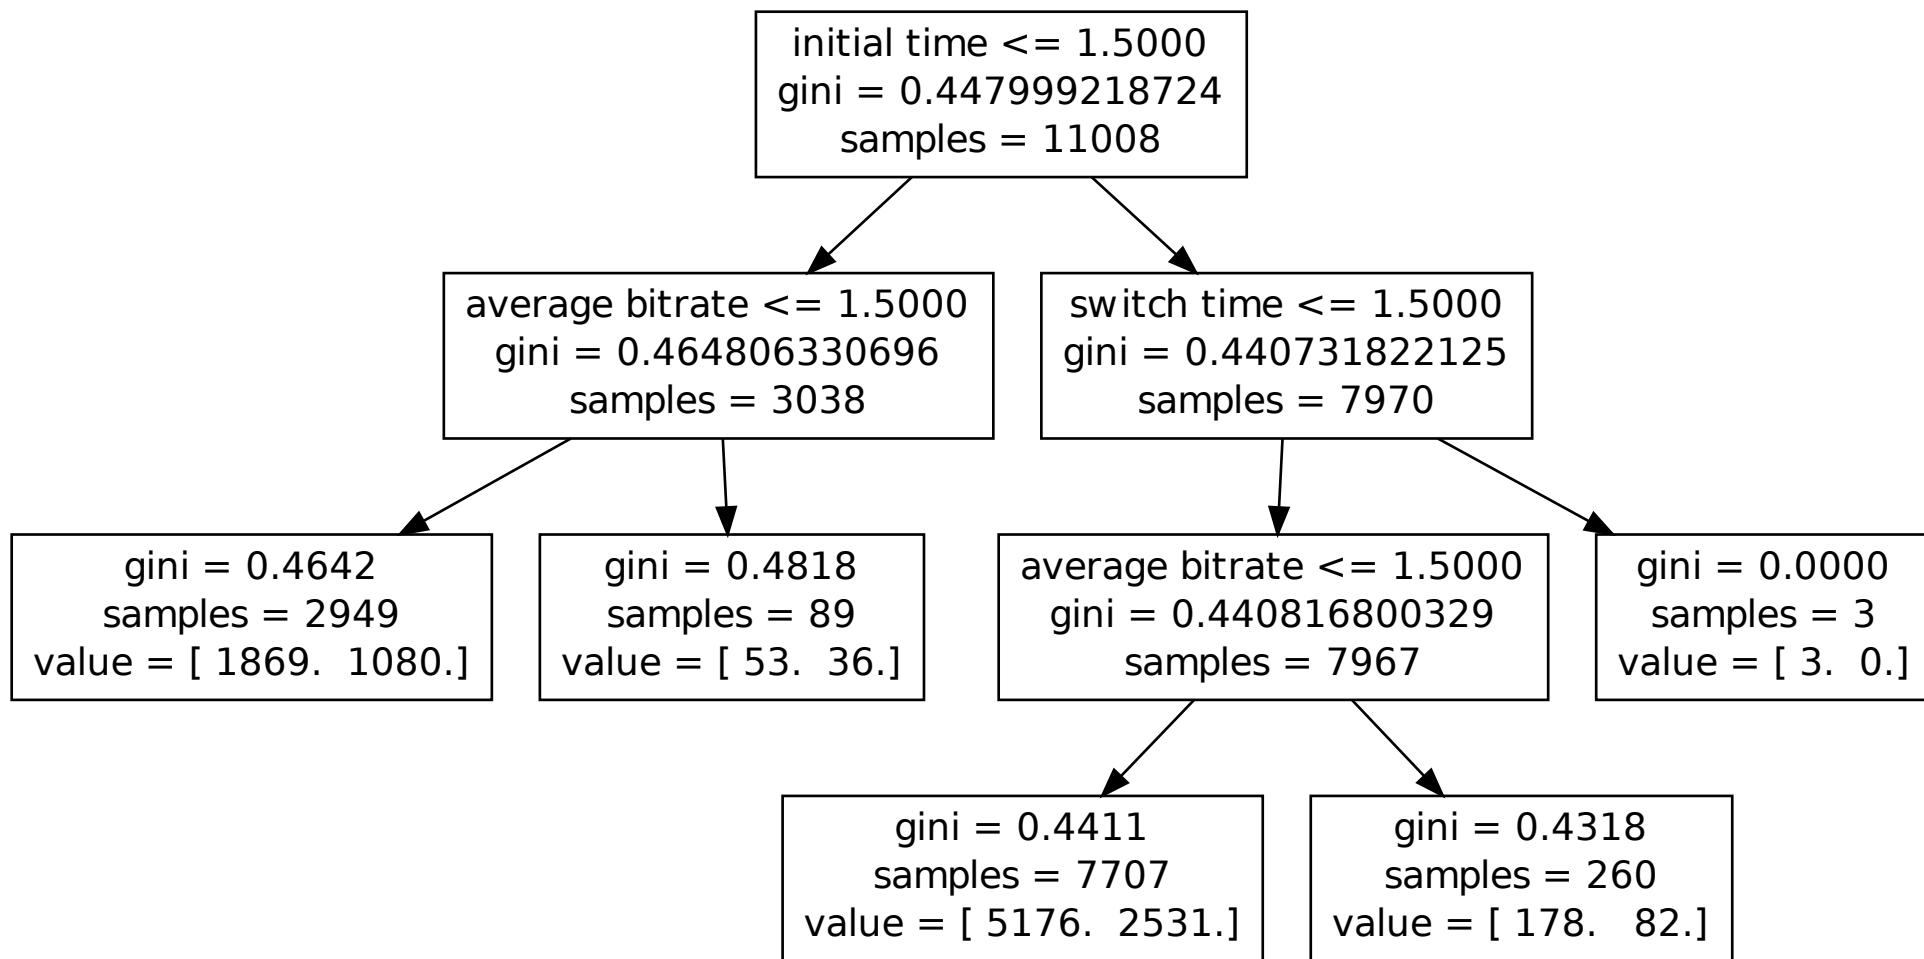 initial time <= 1.5000
gini = 0.447999218724
samples = 11008
average bitrate <= 1.5000
gini = 0.464806330696
samples = 3038
switch time <= 1.5000
gini = 0.440731822125
samples = 7970
gini = 0.4642
samples = 2949
value = [ 1869.  1080.]
gini = 0.4818
samples = 89
value = [ 53.  36.]
average bitrate <= 1.5000
gini = 0.440816800329
samples = 7967
gini = 0.0000
samples = 3
value = [ 3.  0.]
gini = 0.4411
samples = 7707
value = [ 5176.  2531.]
gini = 0.4318
samples = 260
value = [ 178.   82.]